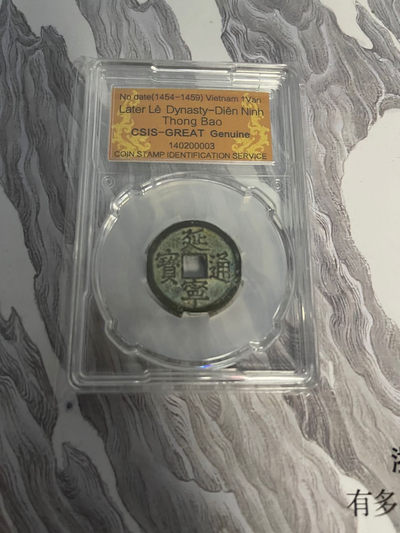 No date(1454-1459) Vietnam 1Van
Later Lê Dynasty-Diên Ninh
Thong Bao
CSIS-GREAT Genuine
140200003
COIN STAMP IDENTIFICATION SERVICE
延
寶 通
寧
有多